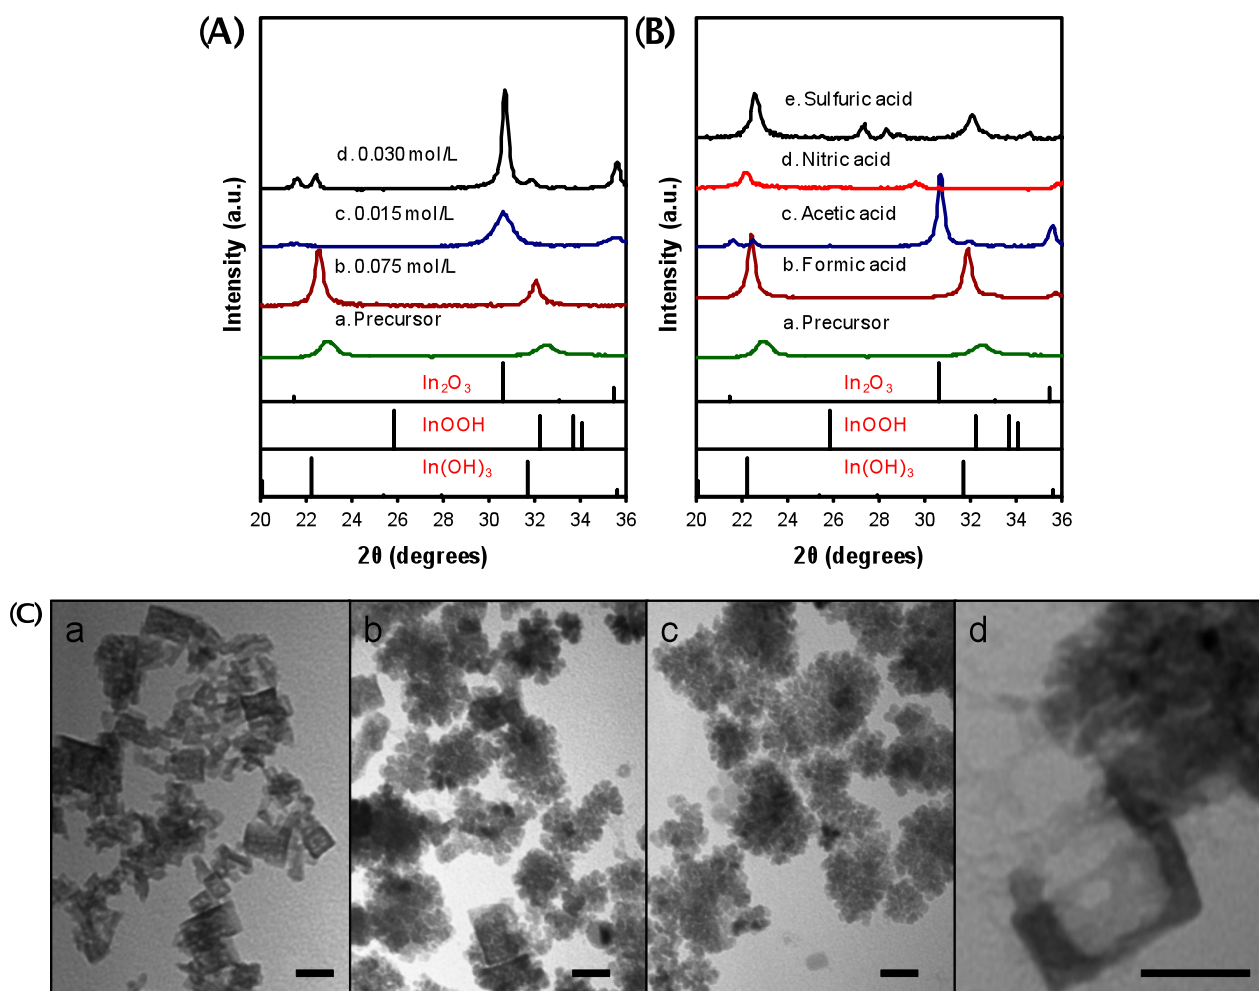 (A)
Intensity (a.u.)
d. 0.030 mol/L
c. 0.015 mol/L
b. 0.075 mol/L
a. Precursor
In₂O₃
InOOH
In(OH)₃
20 22 24 26 28 30 32 34 36
2θ (degrees)
(B)
Intensity (a.u.)
e. Sulfuric acid
d. Nitric acid
c. Acetic acid
b. Formic acid
a. Precursor
In₂O₃
InOOH
In(OH)₃
20 22 24 26 28 30 32 34 36
2θ (degrees)
(C)
a
b
c
d